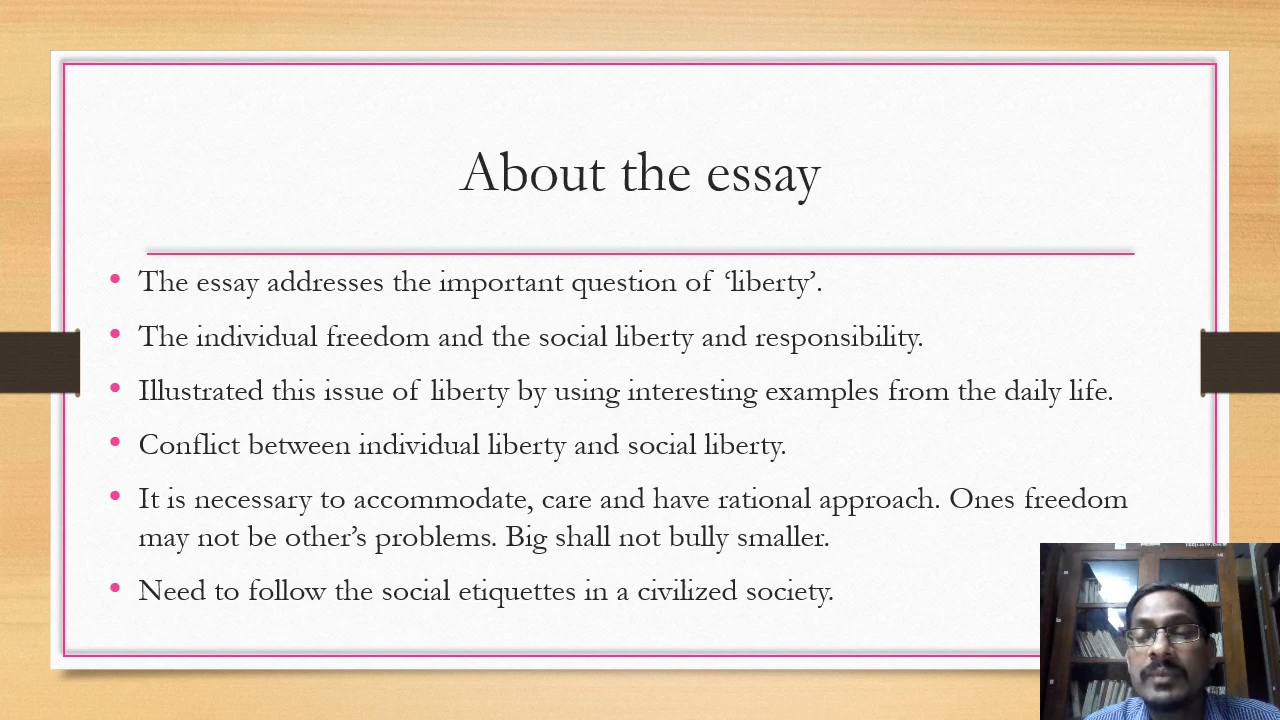 About the essay
• The essay addresses the important question of ‘liberty’.
• The individual freedom and the social liberty and responsibility.
• Illustrated this issue of liberty by using interesting examples from the daily life.
• Conflict between individual liberty and social liberty.
• It is necessary to accommodate, care and have rational approach. Ones freedom
may not be other’s problems. Big shall not bully smaller.
• Need to follow the social etiquettes in a civilized society.